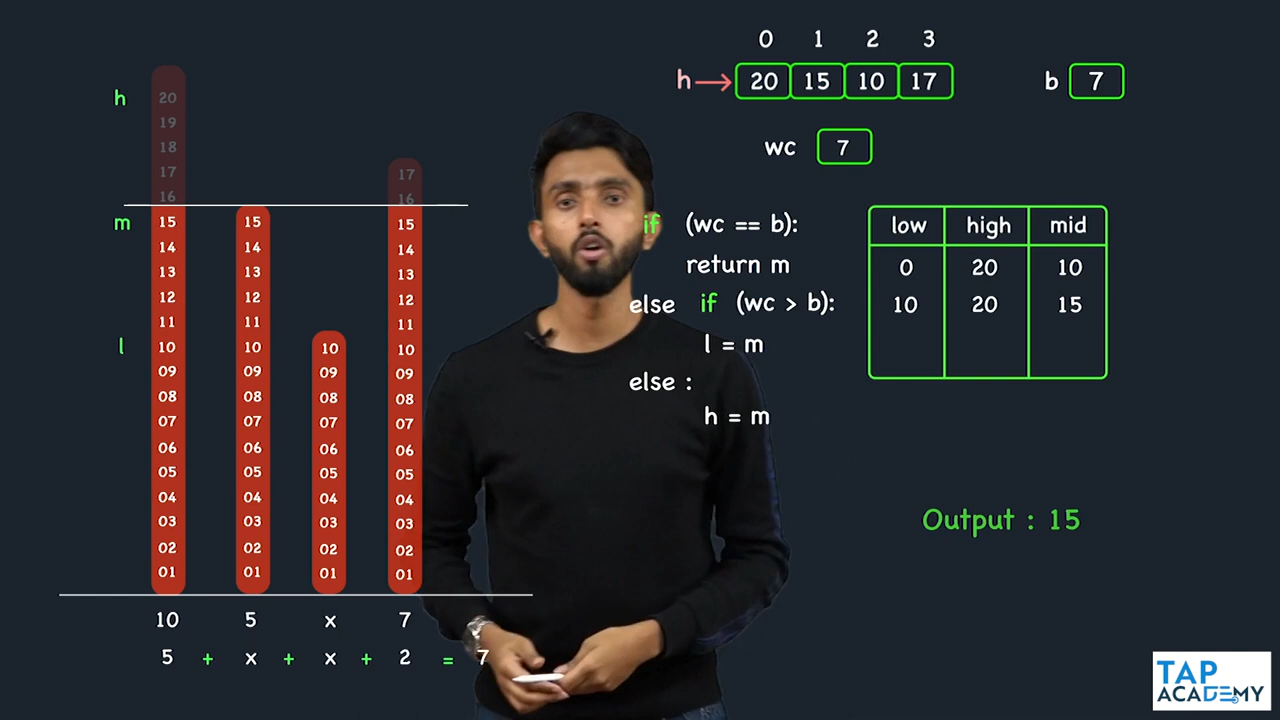 0 1 2 3
h → 20 15 10 17
b 7
wc 7
h
m
l
20
19
18
17
16
15
14
13
12
11
10
09
08
07
06
05
04
03
02
01
15
14
13
12
11
10
09
08
07
06
05
04
03
02
01
10
09
08
07
06
05
04
03
02
01
17
16
15
14
13
12
11
10
09
08
07
06
05
04
03
02
01
10 5 x 7
5 + x + x + 2 = 7
if (wc == b):
return m
else if (wc > b):
l = m
else :
h = m
low high mid
0 20 10
10 20 15
Output : 15
TAP
ACADEMY